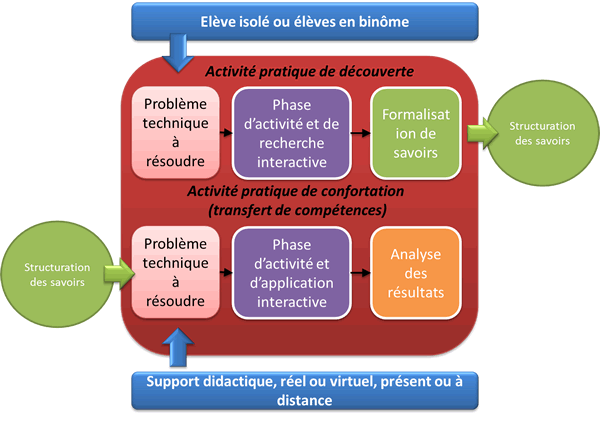 Elève isolé ou élèves en binôme
Activité pratique de découverte
Problème
technique
à
résoudre
Phase
d'activité et de
recherche
interactive
Formalisat
ion de
savoirs
Structuration
des savoirs
Activité pratique de confortation
(transfert de compétences)
Structuration
des savoirs
Problème
technique
à
résoudre
Phase
d'activité et
d'application
interactive
Analyse
des
résultats
Support didactique, réel ou virtuel, présent ou à
distance